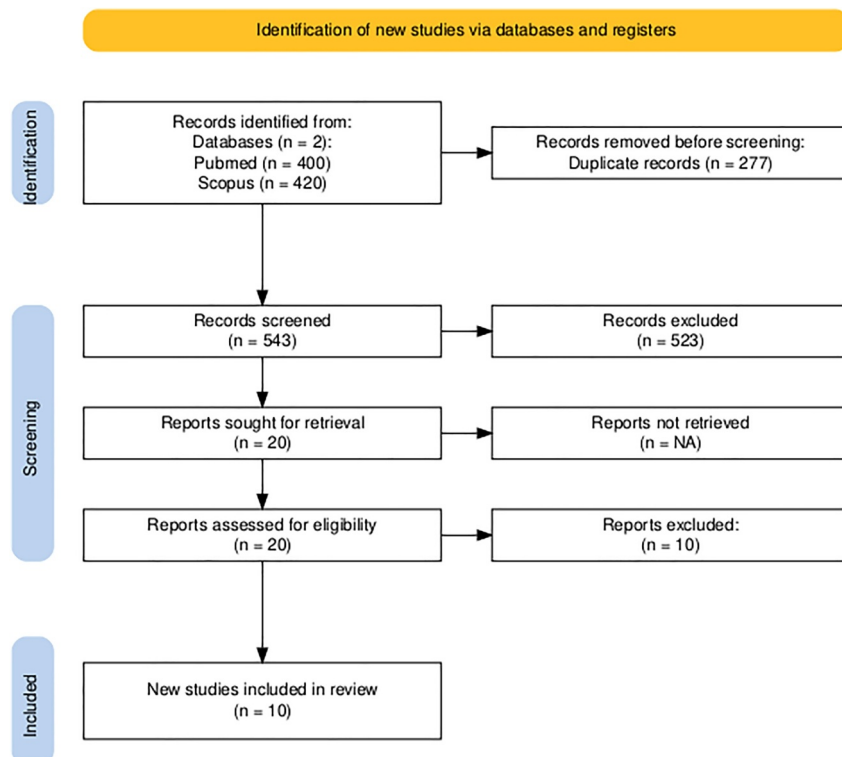 Identification of new studies via databases and registers
Identification
Records identified from:
Databases (n = 2):
Pubmed (n = 400)
Scopus (n = 420)
Records removed before screening:
Duplicate records (n = 277)
Screening
Records screened
(n = 543)
Records excluded
(n = 523)
Reports sought for retrieval
(n = 20)
Reports not retrieved
(n = NA)
Reports assessed for eligibility
(n = 20)
Reports excluded:
(n = 10)
Included
New studies included in review
(n = 10)